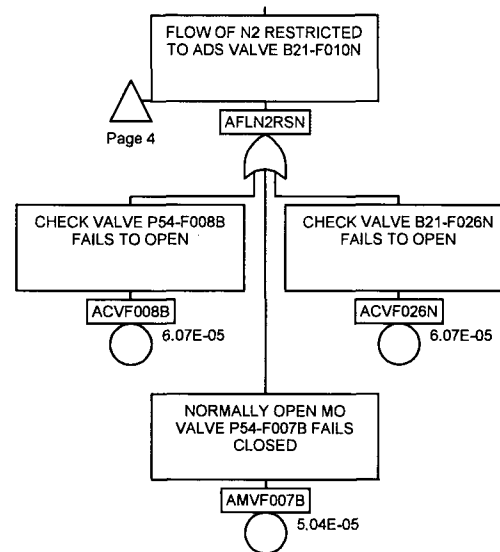 FLOW OF N2 RESTRICTED
TO ADS VALVE B21-F010N
Page 4
AFLN2RSN
CHECK VALVE P54-F008B
FAILS TO OPEN
ACVF008B
6.07E-05
CHECK VALVE B21-F026N
FAILS TO OPEN
ACVF026N
6.07E-05
NORMALLY OPEN MO
VALVE P54-F007B FAILS
CLOSED
AMVF007B
5.04E-05